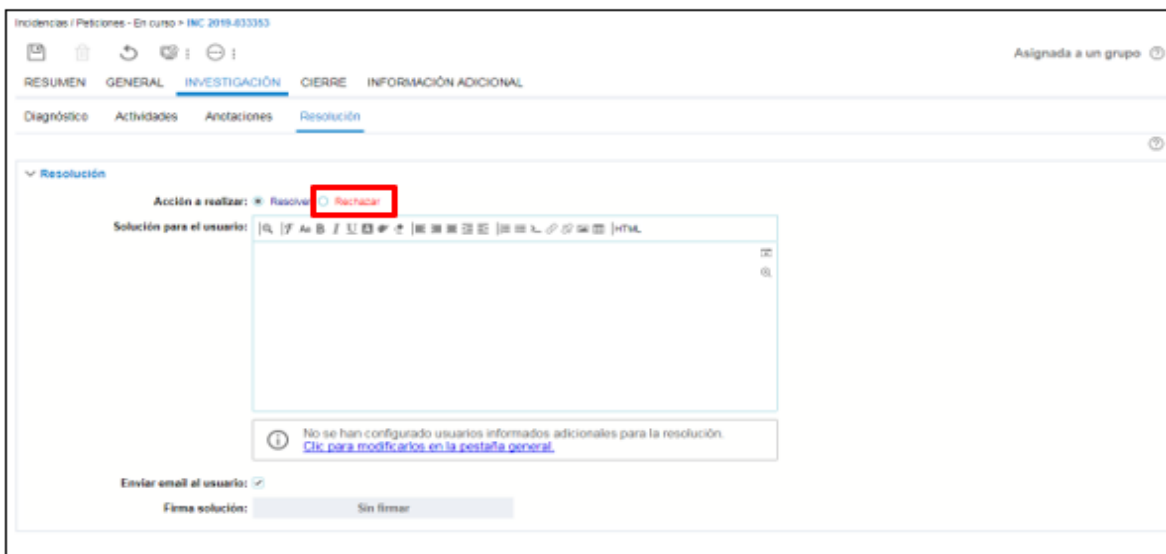 Incidencias / Peticiones - En curso > INC 2019-833353
Asignada a un grupo
RESUMEN GENERAL INVESTIGACIÓN CIERRE INFORMACIÓN ADICIONAL
Diagnóstico Actividades Anotaciones Resolución
Resolución
Acción a realizar: Resolver Rechazar
Solución para el usuario: Aa B I U HTML
No se han configurado usuarios informados adicionales para la resolución.
Clic para modificarlos en la pestaña general.
Enviar email al usuario:
Firma solución: Sin firmar